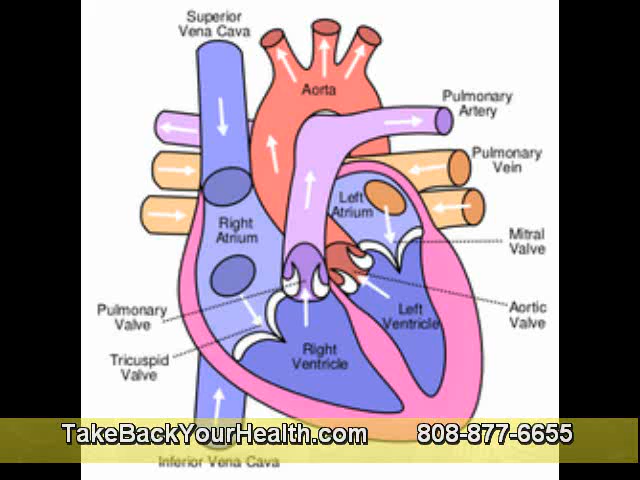 Superior
Vena Cava
Aorta
Pulmonary
Artery
Pulmonary
Vein
Left
Atrium
Right
Atrium
Mitral
Valve
Pulmonary
Valve
Left
Ventricle
Aortic
Valve
Tricuspid
Valve
Right
Ventricle
TakeBackYourHealth.com 808-877-6655
Inferior Vena Cava